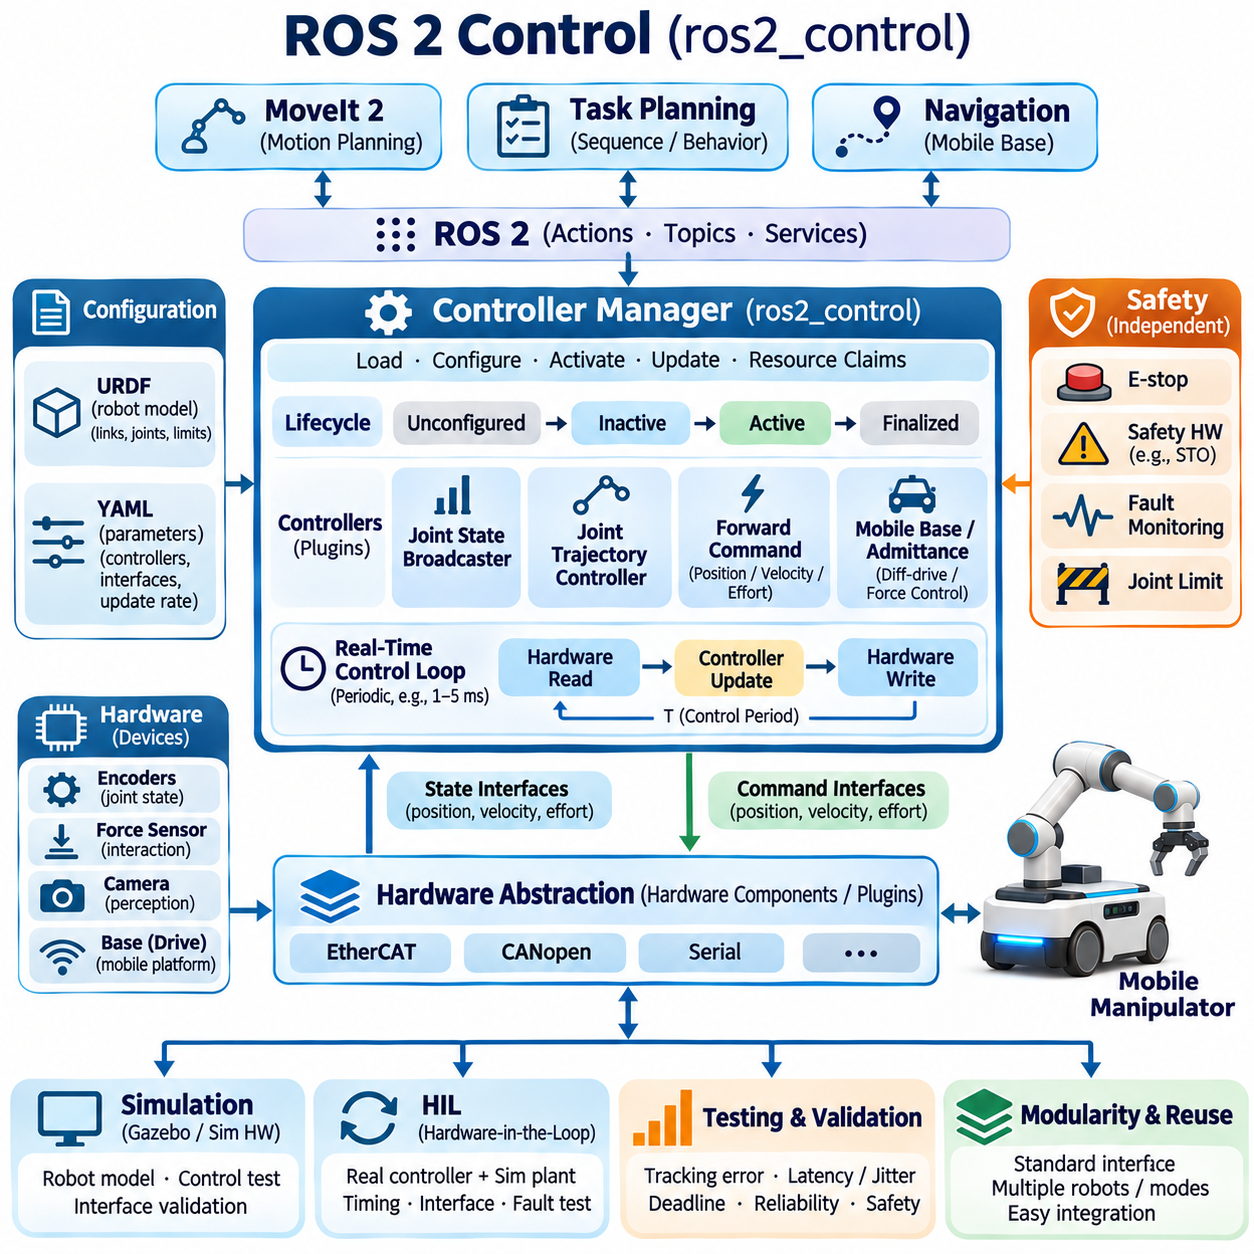 ROS 2 Control (ros2_control)
MoveIt 2
(Motion Planning)
Task Planning
(Sequence / Behavior)
Navigation
(Mobile Base)
ROS 2 (Actions · Topics · Services)
Configuration
URDF
(robot model)
(links, joints, limits)
YAML
(parameters)
(controllers,
interfaces,
update rate)
Controller Manager (ros2_control)
Load · Configure · Activate · Update · Resource Claims
Lifecycle
Unconfigured
Inactive
Active
Finalized
Controllers
(Plugins)
Joint State
Broadcaster
Joint
Trajectory
Controller
Forward
Command
(Position / Velocity /
Effort)
Mobile Base /
Admittance
(Diff-drive /
Force Control)
Real-Time
Control Loop
(Periodic, e.g., 1–5 ms)
Hardware
Read
Controller
Update
Hardware
Write
T (Control Period)
Safety
(Independent)
E-stop
Safety HW
(e.g., STO)
Fault
Monitoring
Joint Limit
Hardware
(Devices)
Encoders
(joint state)
Force Sensor
(interaction)
Camera
(perception)
Base (Drive)
(mobile platform)
State Interfaces
(position, velocity, effort)
Command Interfaces
(position, velocity, effort)
Hardware Abstraction (Hardware Components / Plugins)
EtherCAT
CANopen
Serial
...
Mobile
Manipulator
Simulation
(Gazebo / Sim HW)
Robot model · Control test
Interface validation
HIL
(Hardware-in-the-Loop)
Real controller + Sim plant
Timing · Interface · Fault test
Testing & Validation
Tracking error · Latency / Jitter
Deadline · Reliability · Safety
Modularity & Reuse
Standard interface
Multiple robots / modes
Easy integration